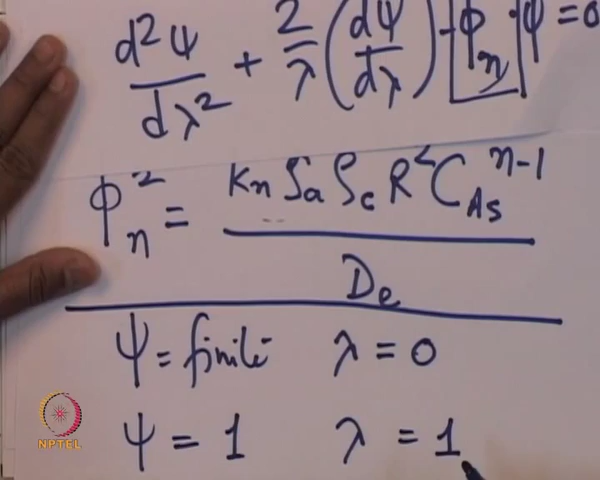 d²ψ/dλ² + 2/λ (dψ/dλ) - [φn] ψ = 0
φn² = kn Sa ρc R² C_As^(n-1) / De
ψ = finite λ = 0
ψ = 1 λ = 1
NPTEL